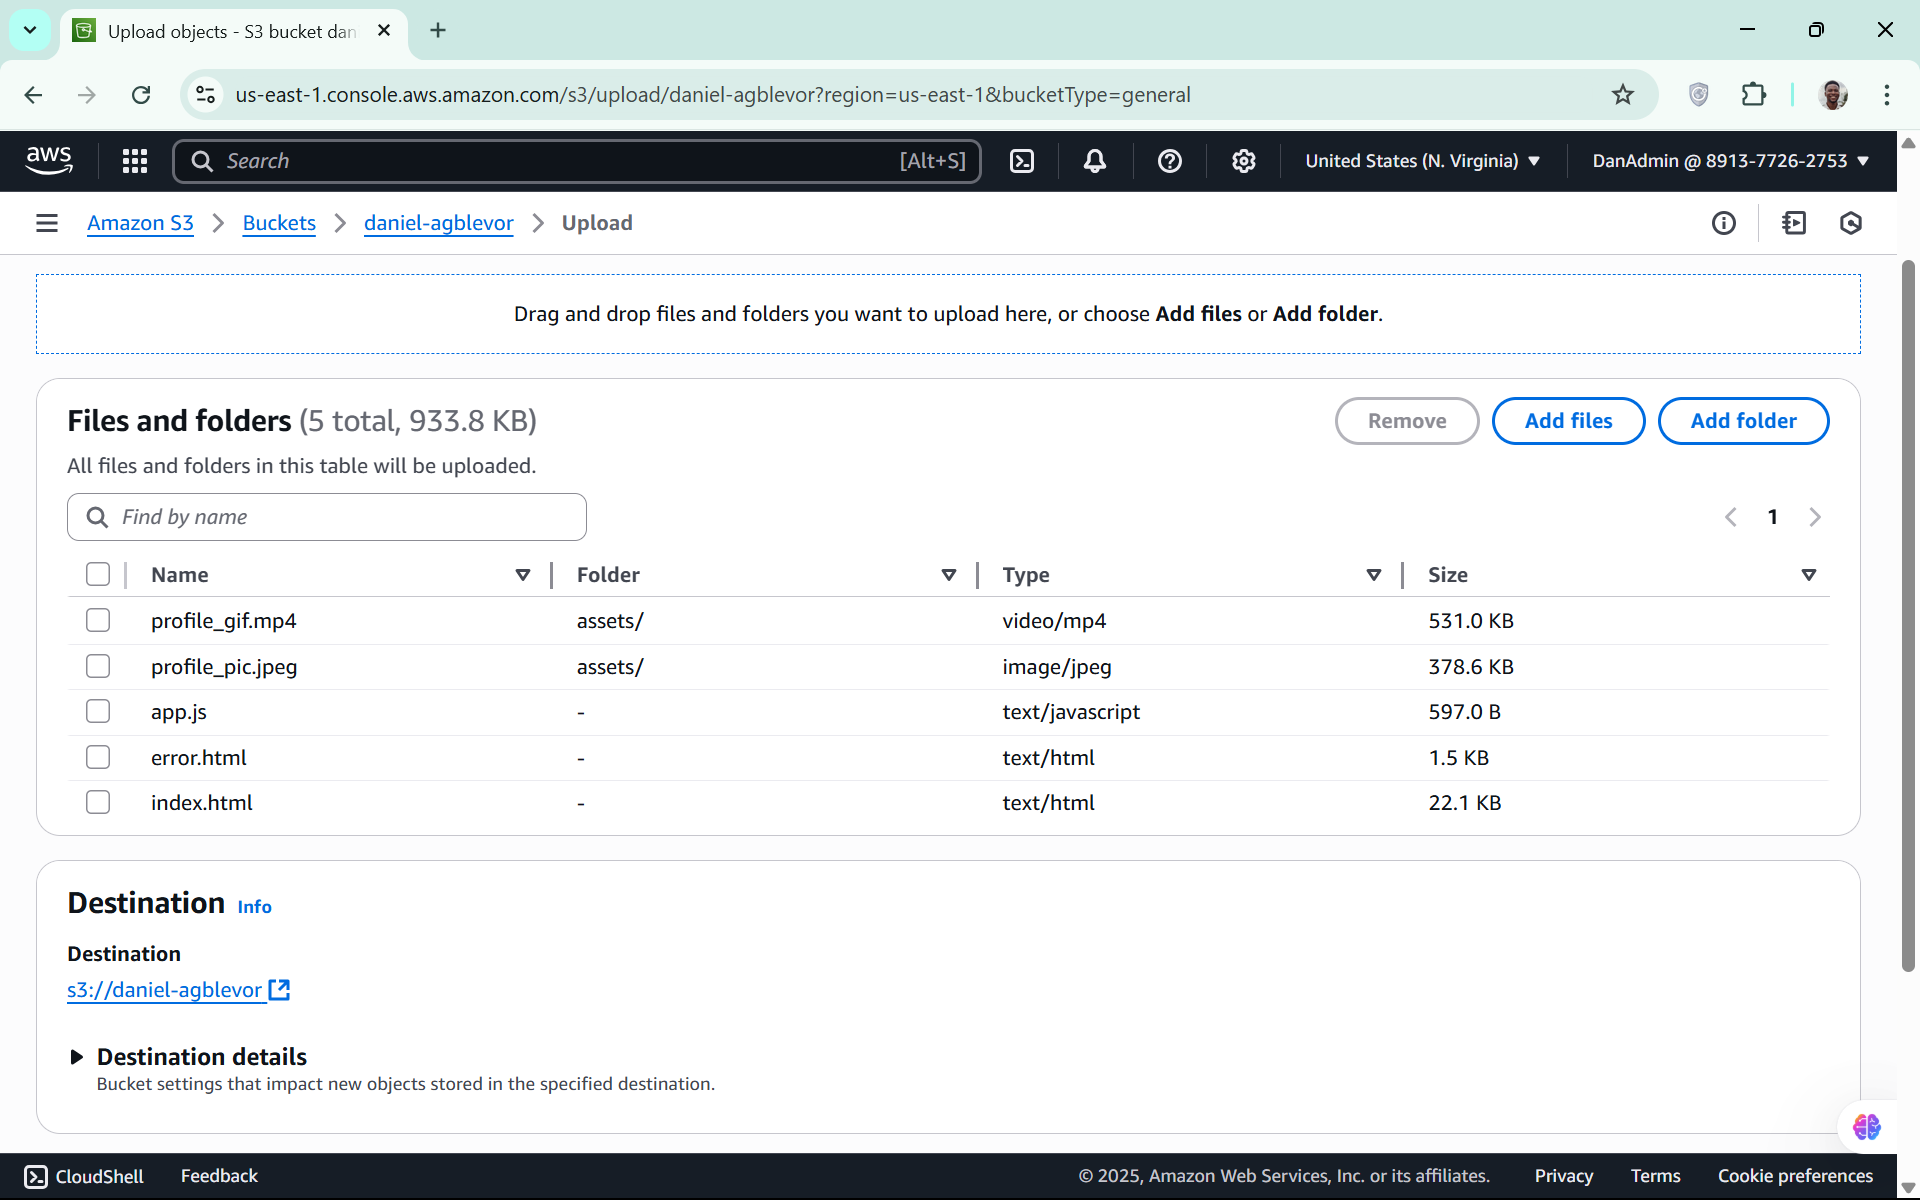 Upload objects - S3 bucket dan
us-east-1.console.aws.amazon.com/s3/upload/daniel-agblevor?region=us-east-1&bucketType=general
aws
Search
[Alt+S]
United States (N. Virginia)
DanAdmin @ 8913-7726-2753
Amazon S3
Buckets
daniel-agblevor
Upload
Drag and drop files and folders you want to upload here, or choose Add files or Add folder.
Files and folders (5 total, 933.8 KB)
Remove
Add files
Add folder
All files and folders in this table will be uploaded.
Find by name
1
Name
Folder
Type
Size
profile_gif.mp4
assets/
video/mp4
531.0 KB
profile_pic.jpeg
assets/
image/jpeg
378.6 KB
app.js
-
text/javascript
597.0 B
error.html
-
text/html
1.5 KB
index.html
-
text/html
22.1 KB
Destination Info
Destination
s3://daniel-agblevor
Destination details
Bucket settings that impact new objects stored in the specified destination.
CloudShell
Feedback
© 2025, Amazon Web Services, Inc. or its affiliates.
Privacy
Terms
Cookie preferences